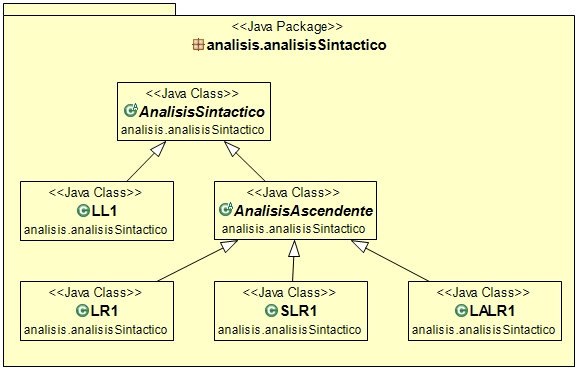 <<Java Package>>
analisis.analisisSintactico
<<Java Class>>
AnalisisSintactico
analisis.analisisSintactico
<<Java Class>>
LL1
analisis.analisisSintactico
<<Java Class>>
AnalisisAscendente
analisis.analisisSintactico
<<Java Class>>
LR1
analisis.analisisSintactico
<<Java Class>>
SLR1
analisis.analisisSintactico
<<Java Class>>
LALR1
analisis.analisisSintactico